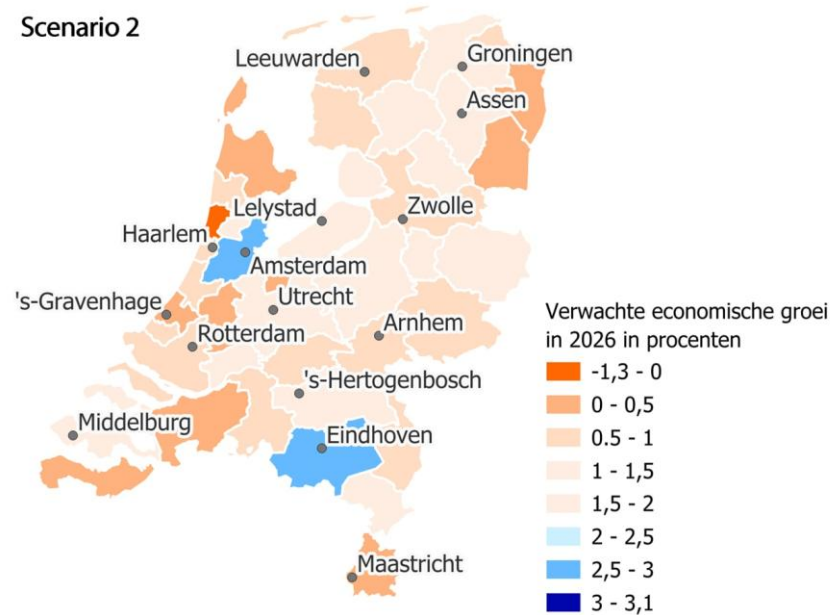 Scenario 2
Leeuwarden
Groningen
Assen
Lelystad
Zwolle
Haarlem
Amsterdam
's-Gravenhage
Utrecht
Rotterdam
Arnhem
's-Hertogenbosch
Middelburg
Eindhoven
Maastricht
Verwachte economische groei
in 2026 in procenten
-1,3 - 0
0 - 0,5
0.5 - 1
1 - 1,5
1,5 - 2
2 - 2,5
2,5 - 3
3 - 3,1